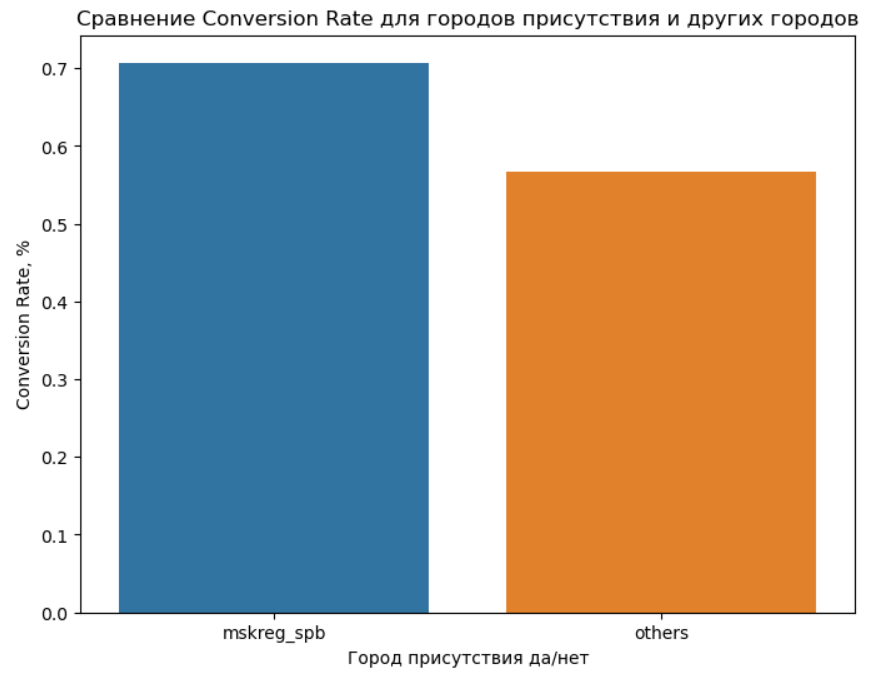 Сравнение Conversion Rate для городов присутствия и других городов
0.7
0.6
0.5
0.4
0.3
0.2
0.1
0.0
Conversion Rate, %
mskreg_spb
others
Город присутствия да/нет